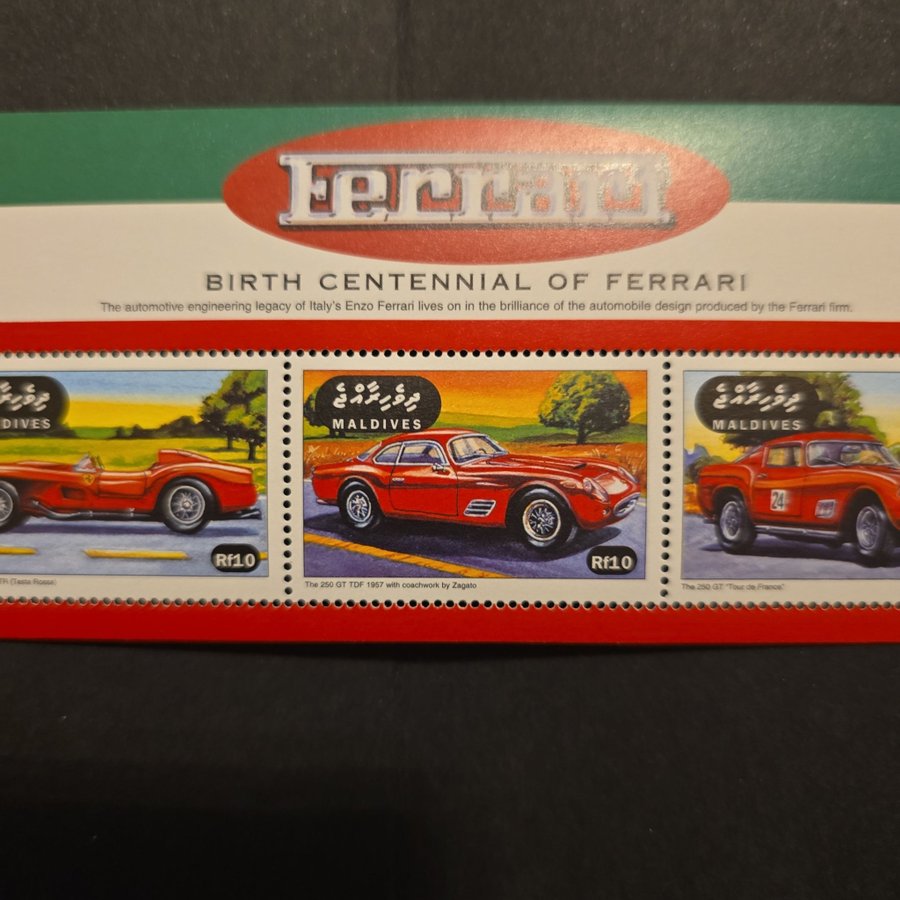 Ferrari
BIRTH CENTENNIAL OF FERRARI
The automotive engineering legacy of Italy's Enzo Ferrari lives on in the brilliance of the automobile design produced by the Ferrari firm.
MALDIVES
Rf10
TH (Testa Rossa)
ދިވެހިރާއްޖެ
MALDIVES
Rf10
The 250 GT TDF 1957 with coachwork by Zagato
ދިވެހިރާއްޖެ
MALDIVES
24
The 250 GT "Tour de France"